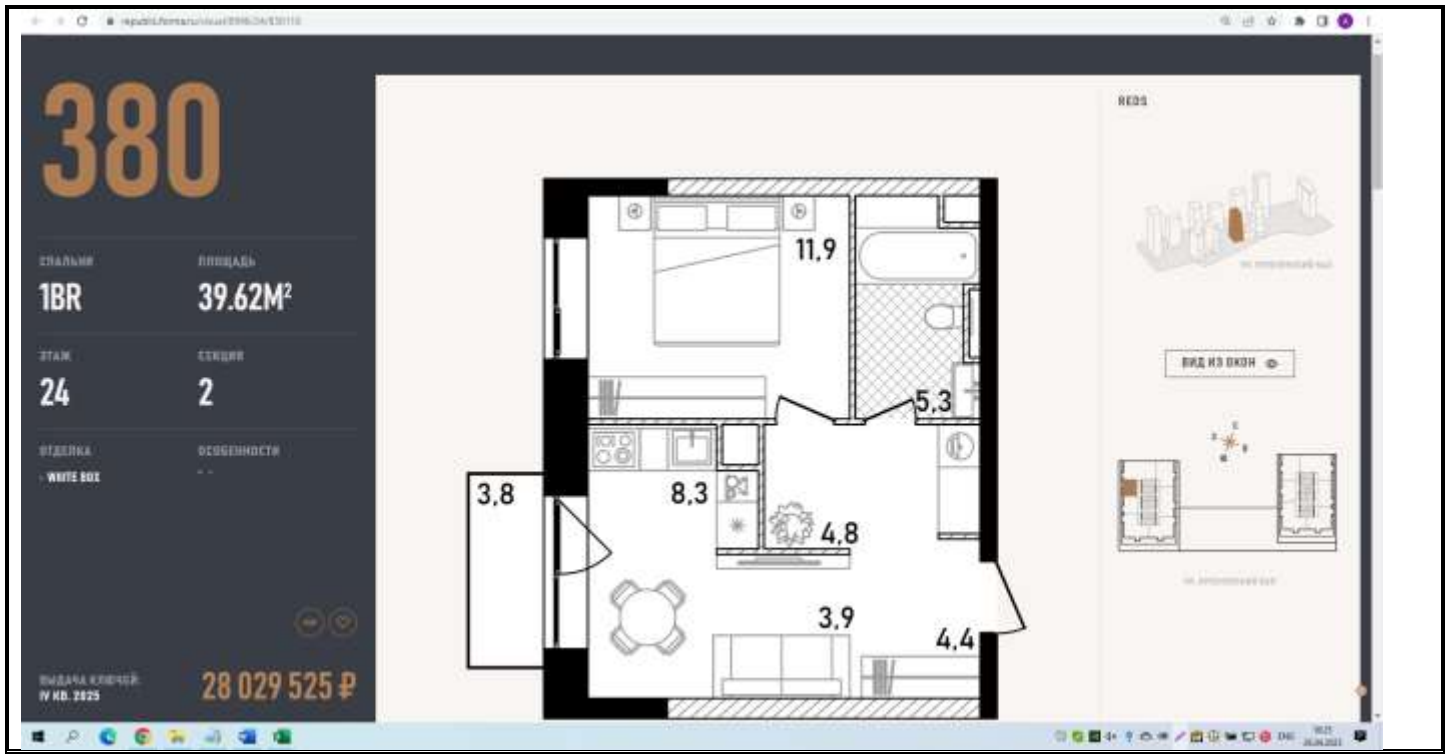 380
REDS
СПАЛЬНИ
ПЛОЩАДЬ
1BR
39.62М²
ЭТАЖ
СЕКЦИЯ
24
2
ОТДЕЛКА
ОСОБЕННОСТИ
- WHITE BOX
- -
ВЫДАЧА КЛЮЧЕЙ:
IV КВ. 2025
28 029 525 ₽
11,9
5,3
3,8
8,3
4,8
3,9
4,4
ВИД ИЗ ОКОН
ENG